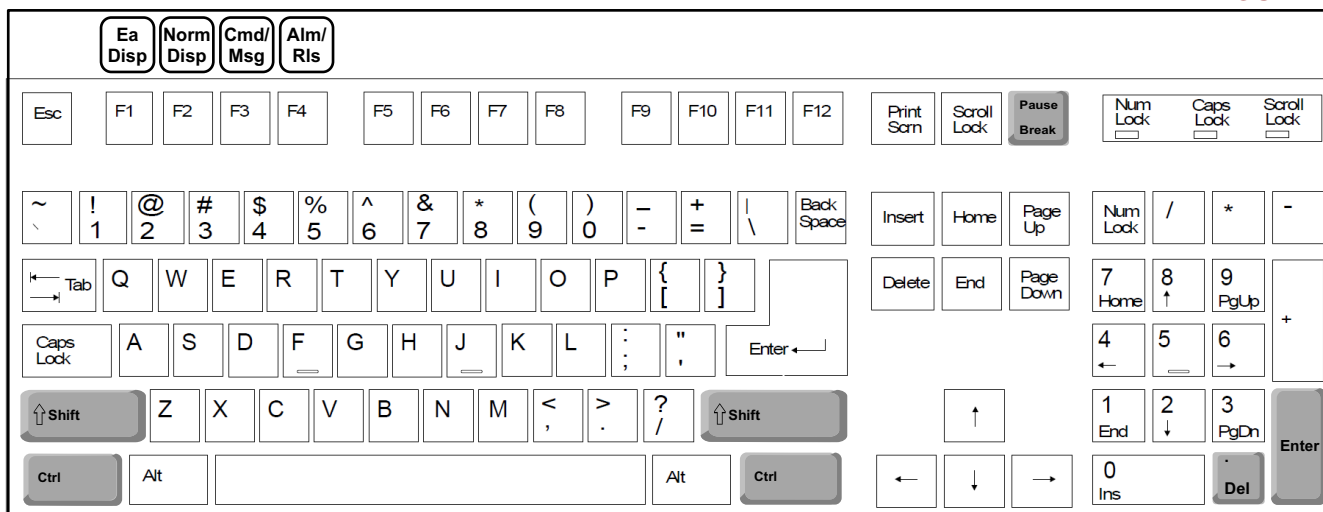 Ea Disp Norm Disp Cmd/ Msg Alm/ Rls
Esc F1 F2 F3 F4 F5 F6 F7 F8 F9 F10 F11 F12 Print Scrn Scroll Lock Pause Break Num Lock Caps Lock Scroll Lock
~ ! @ # $ % ^ & * ( ) _ + | Back Space Insert Home Page Up Num Lock / * -
` 1 2 3 4 5 6 7 8 9 0 - = \
Tab Q W E R T Y U I O P { [ } ] Delete End Page Down 7 Home 8 ↑ 9 PgUp +
Caps Lock A S D F G H J K L : ; " ' Enter 4 ← 5 6 →
Shift Z X C V B N M < , > . ? / Shift ↑ 1 End 2 ↓ 3 PgDn Enter
Ctrl Alt Alt Ctrl ← ↓ → 0 Ins . Del